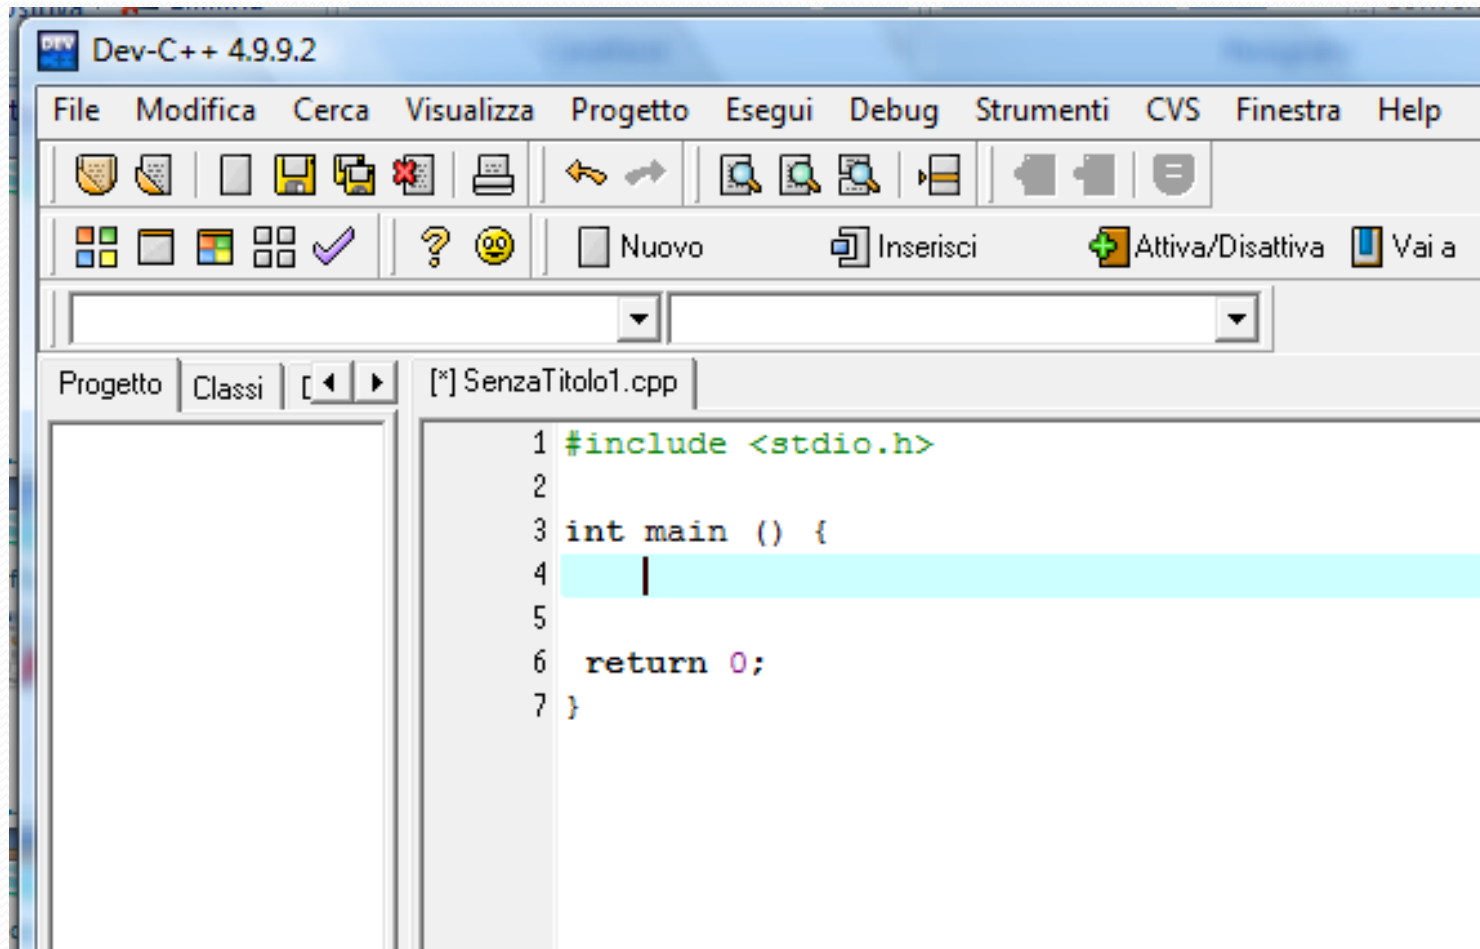 Dev-C++ 4.9.9.2
File Modifica Cerca Visualizza Progetto Esegui Debug Strumenti CVS Finestra Help
Nuovo Inserisci Attiva/Disattiva Vai a
Progetto Classi [*] SenzaTitolo1.cpp
1 #include <stdio.h>
2
3 int main () {
4
5
6 return 0;
7 }